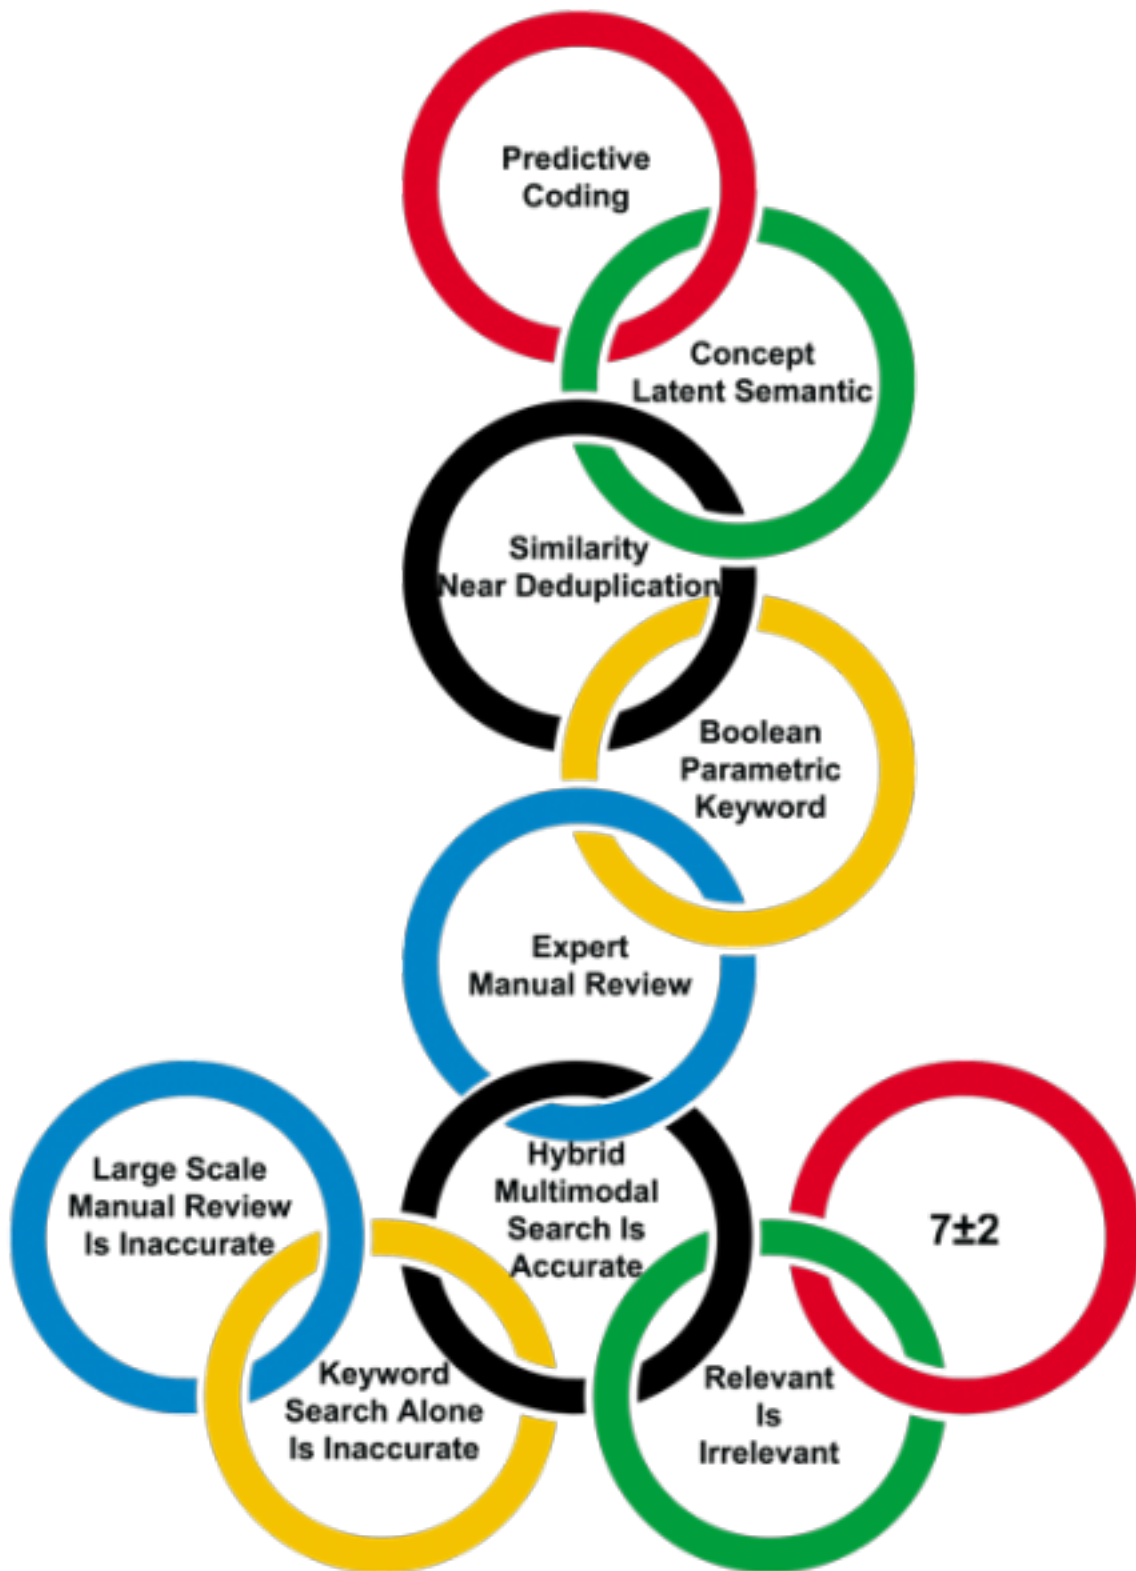 Predictive
Coding
Concept
Latent Semantic
Similarity
Near Deduplication
Boolean
Parametric
Keyword
Expert
Manual Review
Large Scale
Manual Review
Is Inaccurate
Hybrid
Multimodal
Search Is
Accurate
7±2
Keyword
Search Alone
Is Inaccurate
Relevant
Is
Irrelevant